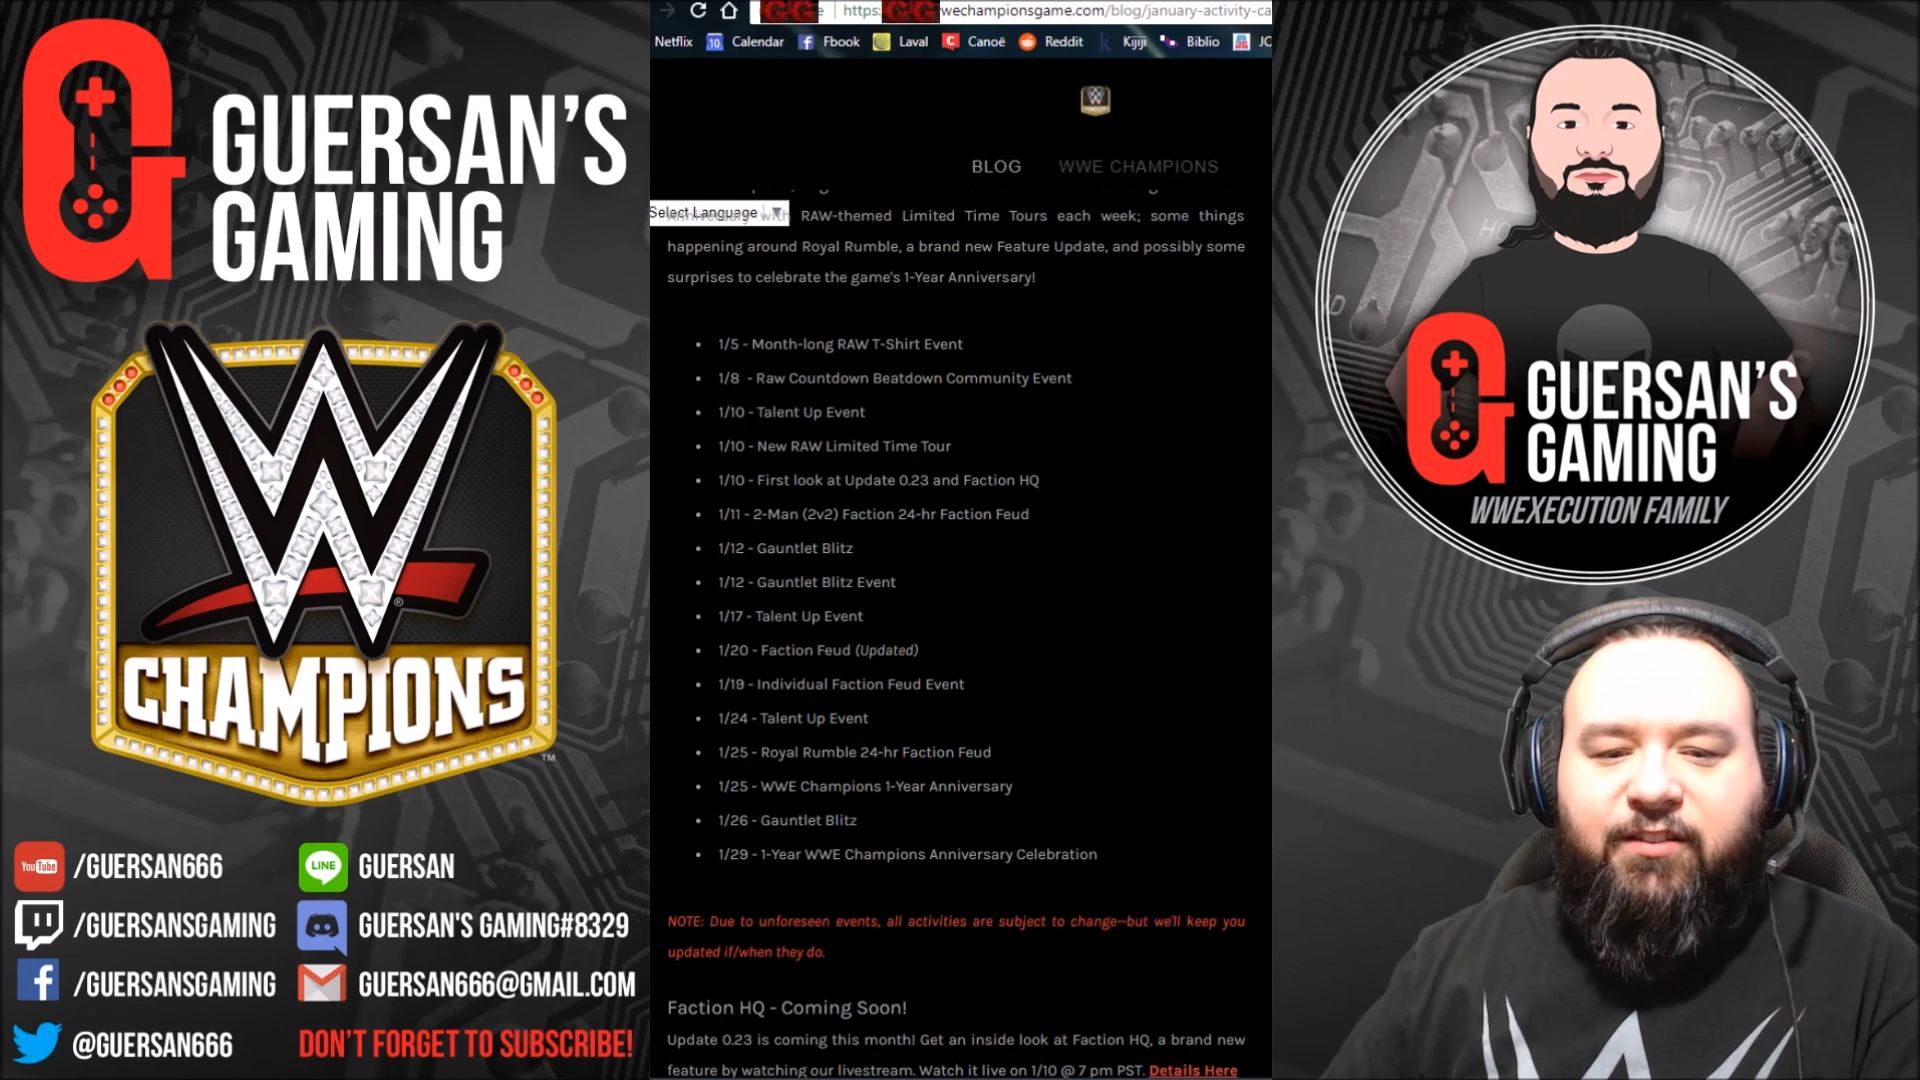 GUERSAN'S
GAMING
CHAMPIONS
TM
You Tube /GUERSAN666
LINE GUERSAN
/GUERSANSGAMING
GUERSAN'S GAMING#8329
/GUERSANSGAMING
GUERSAN666@GMAIL.COM
@GUERSAN666
DON'T FORGET TO SUBSCRIBE!
https: wechampionsgame.com/blog/january-activity-ca
Netflix 10 Calendar Fbook Laval Canoë Reddit Kijiji Biblio JC
BLOG WWE CHAMPIONS
Select Language ▼
Anniversary with RAW-themed Limited Time Tours each week; some things
happening around Royal Rumble, a brand new Feature Update, and possibly some
surprises to celebrate the game's 1-Year Anniversary!
• 1/5 - Month-long RAW T-Shirt Event
• 1/8 - Raw Countdown Beatdown Community Event
• 1/10 - Talent Up Event
• 1/10 - New RAW Limited Time Tour
• 1/10 - First look at Update 0.23 and Faction HQ
• 1/11 - 2-Man (2v2) Faction 24-hr Faction Feud
• 1/12 - Gauntlet Blitz
• 1/12 - Gauntlet Blitz Event
• 1/17 - Talent Up Event
• 1/20 - Faction Feud (Updated)
• 1/19 - Individual Faction Feud Event
• 1/24 - Talent Up Event
• 1/25 - Royal Rumble 24-hr Faction Feud
• 1/25 - WWE Champions 1-Year Anniversary
• 1/26 - Gauntlet Blitz
• 1/29 - 1-Year WWE Champions Anniversary Celebration
NOTE: Due to unforeseen events, all activities are subject to change--but we'll keep you
updated if/when they do.
Faction HQ - Coming Soon!
Update 0.23 is coming this month! Get an inside look at Faction HQ, a brand new
feature by watching our livestream. Watch it live on 1/10 @ 7 pm PST. Details Here
GUERSAN'S
GAMING
WWEXECUTION FAMILY